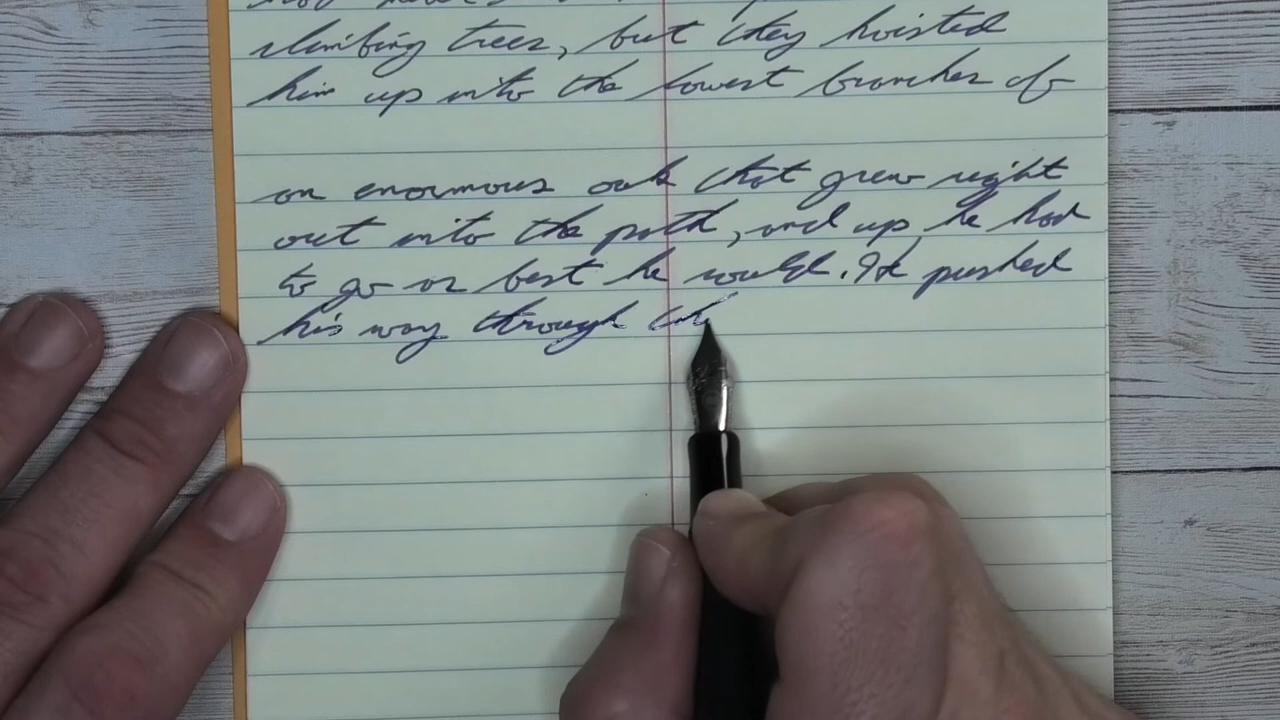 climbing trees, but they hoisted
him up into the lowest branches of
an enormous oak that grew right
out into the path, and up he had
to go as best he could. He pushed
his way through